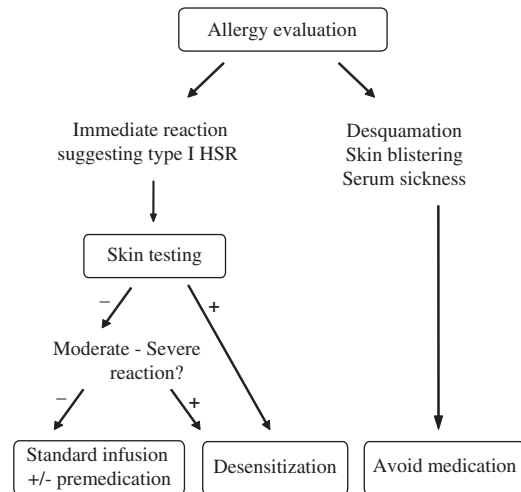 Allergy evaluation
Immediate reaction
suggesting type I HSR
Desquamation
Skin blistering
Serum sickness
Skin testing
– +
Moderate - Severe
reaction?
– +
Standard infusion
+/- premedication
Desensitization
Avoid medication